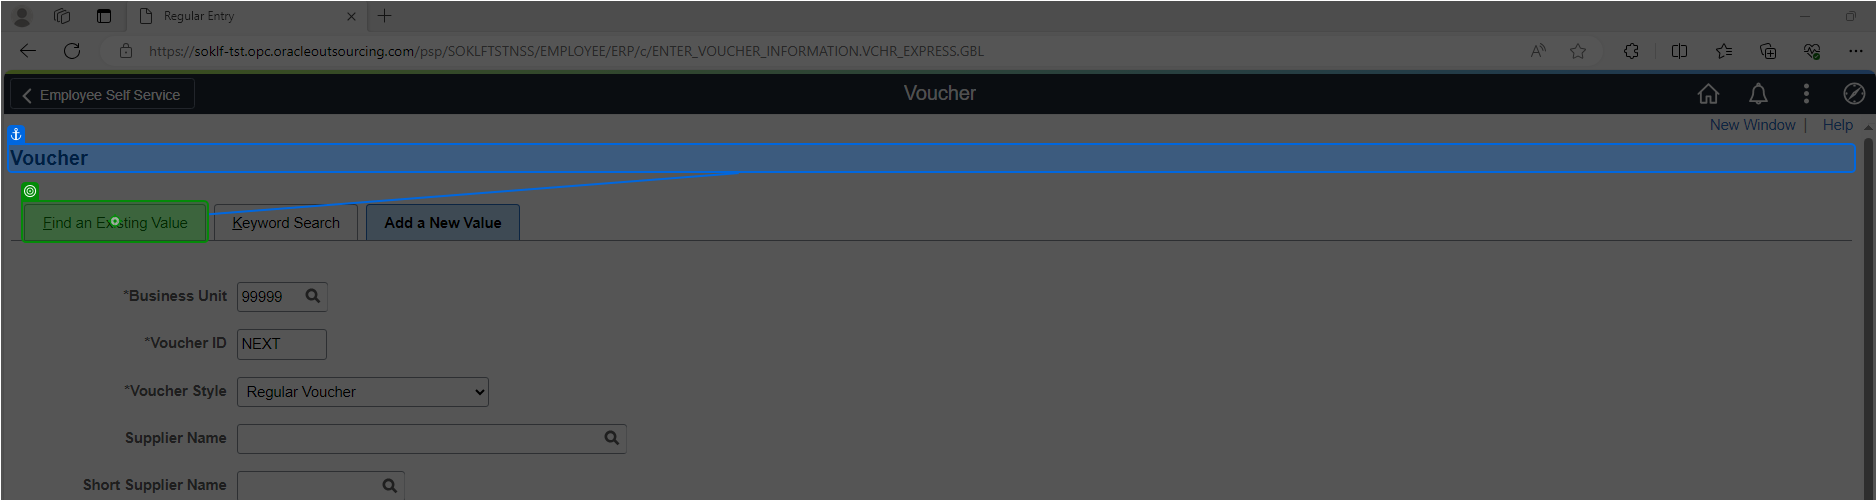 Regular Entry
https://soklf-tst.opc.oracleoutsourcing.com/psp/SOKLFTSTNSS/EMPLOYEE/ERP/c/ENTER_VOUCHER_INFORMATION.VCHR_EXPRESS.GBL
Employee Self Service
Voucher
New Window | Help
Voucher
Find an Existing Value
Keyword Search
Add a New Value
*Business Unit 99999
*Voucher ID NEXT
*Voucher Style Regular Voucher
Supplier Name
Short Supplier Name